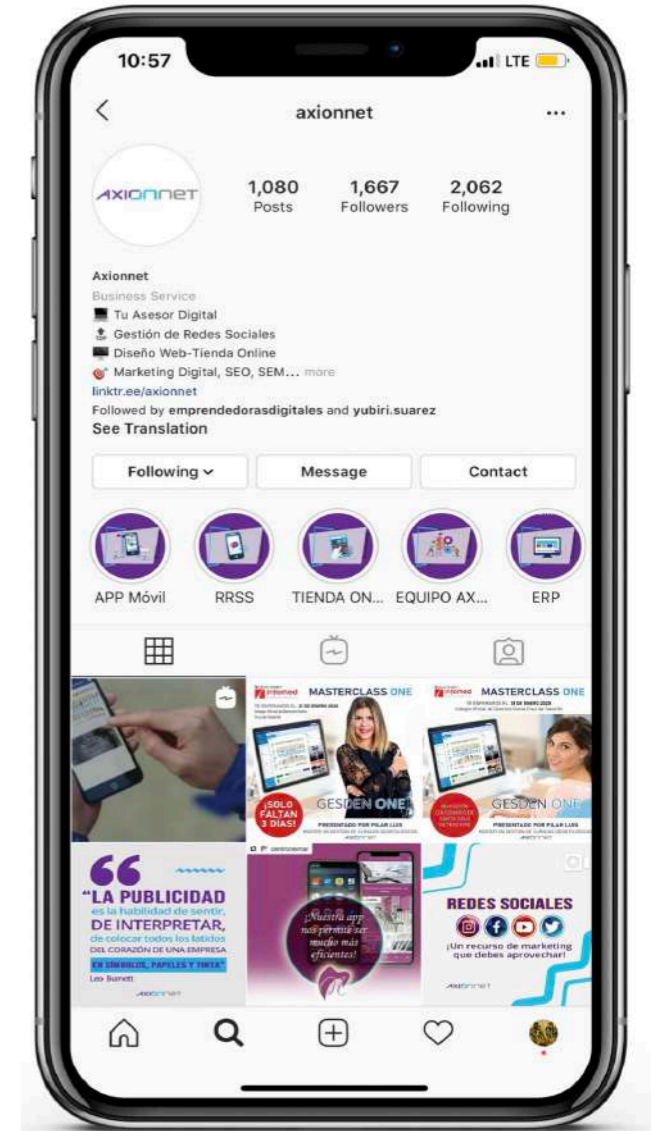 10:57
LTE
axionnet
AXIONNET
1,080 1,667 2,062
Posts Followers Following
Axionnet
Business Service
Tu Asesor Digital
TOP Gestión de Redes Sociales
Diseño Web-Tienda Online
Marketing Digital, SEO, SEM... more
linktr.ee/axionnet
Followed by emprendedorasdigitales and yubiri.suarez
See Translation
Following Message Contact
APP Móvil RRSS TIENDA ON... EQUIPO AX... ERP
infomed MASTERCLASS ONE
¡SOLO
FALTAN
3 DÍAS!
GESDEN ONE
PRESENTADO POR PILAR LUIS
AXIONNET
infomed MASTERCLASS ONE
GESDEN ONE
PRESENTADO POR PILAR LUIS
AXIONNET
“LA PUBLICIDAD
es la habilidad de sentir,
DE INTERPRETAR,
de colocar todos los latidos
DEL CORAZÓN DE UNA EMPRESA
EN SÍMBOLOS, PAPELES Y TINTA"
Leo Burnett
AXIONNET
¡Nuestra app
nos permite ser
mucho más
eficientes!
REDES SOCIALES
¡Un recurso de marketing
que debes aprovechar!
AXIONNET